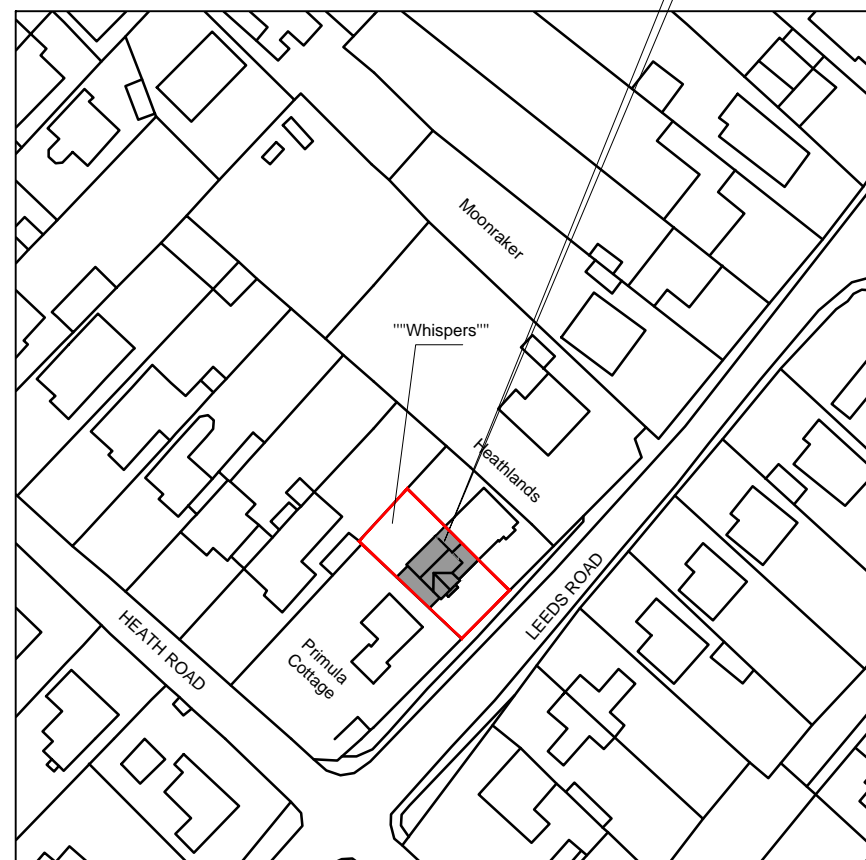 Moonraker
""Whispers""
Heathlands
LEEDS ROAD
HEATH ROAD
Primula
Cottage